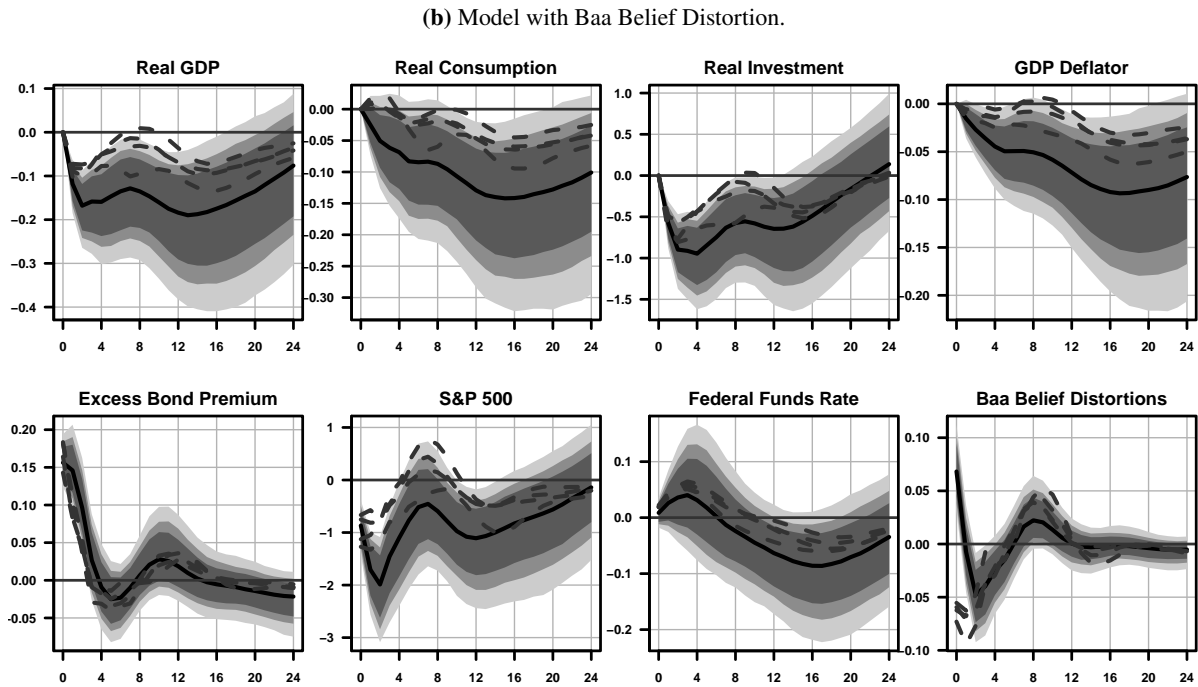 (b) Model with Baa Belief Distortion.
Real GDP
Real Consumption
Real Investment
GDP Deflator
0.1
0.0
−0.1
−0.2
−0.3
−0.4
0 4 8 12 16 20 24
0.00
−0.05
−0.10
−0.15
−0.20
−0.25
−0.30
0 4 8 12 16 20 24
1.0
0.5
0.0
−0.5
−1.0
−1.5
0 4 8 12 16 20 24
0.00
−0.05
−0.10
−0.15
−0.20
0 4 8 12 16 20 24
Excess Bond Premium
S&P 500
Federal Funds Rate
Baa Belief Distortions
0.20
0.15
0.10
0.05
0.00
−0.05
0 4 8 12 16 20 24
1
0
−1
−2
−3
0 4 8 12 16 20 24
0.1
0.0
−0.1
−0.2
0 4 8 12 16 20 24
0.10
0.05
0.00
−0.05
−0.10
0 4 8 12 16 20 24